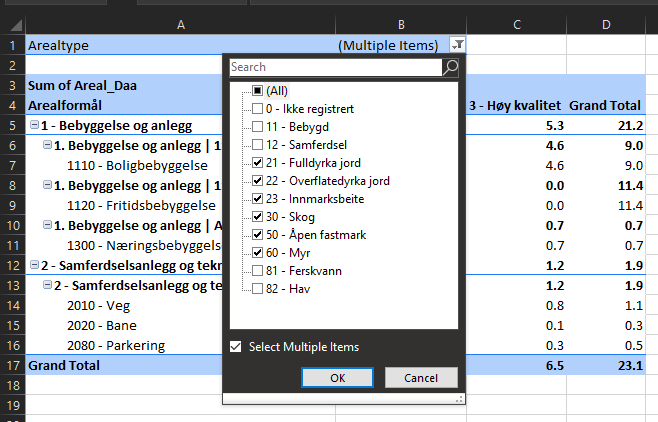 A B C D
1 Arealtype (Multiple Items)
2
3 Sum of Areal_Daa
4 Arealformål 3 - Høy kvalitet Grand Total
5 1 - Bebyggelse og anlegg 5.3 21.2
6 1. Bebyggelse og anlegg | 1 4.6 9.0
7 1110 - Boligbebyggelse 4.6 9.0
8 1. Bebyggelse og anlegg | 1 0.0 11.4
9 1120 - Fritidsbebyggelse 0.0 11.4
10 1. Bebyggelse og anlegg | A 0.7 0.7
11 1300 - Næringsbebyggels 0.7 0.7
12 2 - Samferdselsanlegg og tekn 1.2 1.9
13 2 - Samferdselsanlegg og te 1.2 1.9
14 2010 - Veg 0.8 1.1
15 2020 - Bane 0.1 0.3
16 2080 - Parkering 0.3 0.5
17 Grand Total 6.5 23.1
18
19
Search
(All)
0 - Ikke registrert
11 - Bebygd
12 - Samferdsel
21 - Fulldyrka jord
22 - Overflatedyrka jord
23 - Innmarksbeite
30 - Skog
50 - Åpen fastmark
60 - Myr
81 - Ferskvann
82 - Hav
Select Multiple Items
OK Cancel